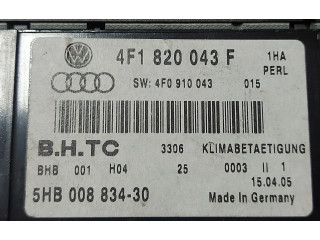 4F1 820 043 F
1HA
PERL
SW: 4F0 910 043 015
B.H.TC 3306 KLIMABETAETIGUNG
BHB 001 H04 25 0003 II 1
15.04.05
5HB 008 834-30 Made in Germany